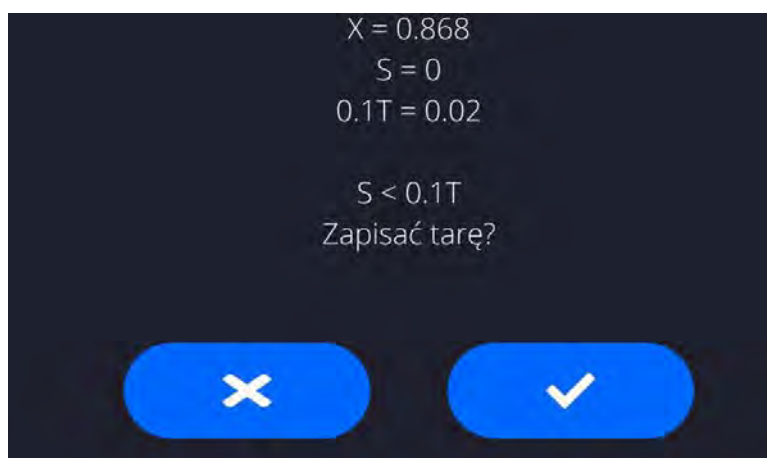 X = 0.868
S = 0
0.1T = 0.02
S < 0.1T
Zapisać tarę?